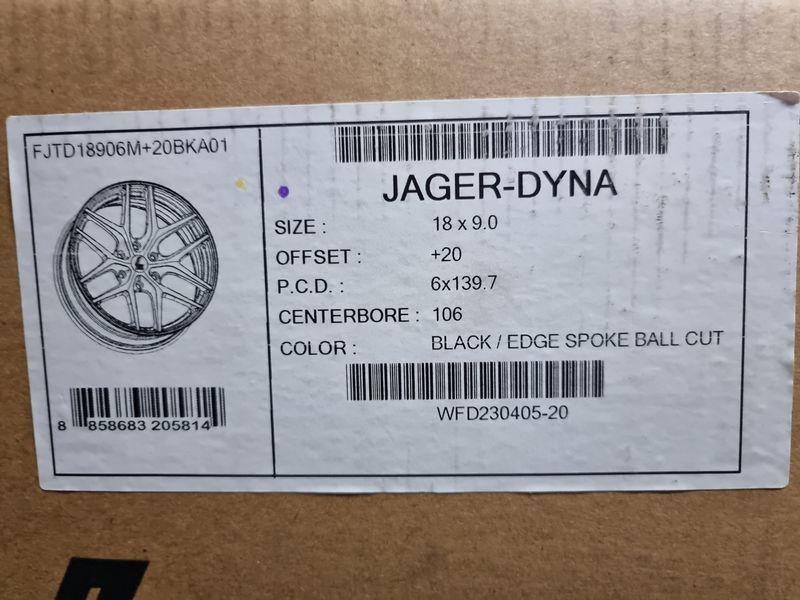 FJTD18906M+20BKA01
8 858683 205814
JAGER-DYNA
SIZE : 18 x 9.0
OFFSET : +20
P.C.D. : 6x139.7
CENTERBORE : 106
COLOR : BLACK / EDGE SPOKE BALL CUT
WFD230405-20